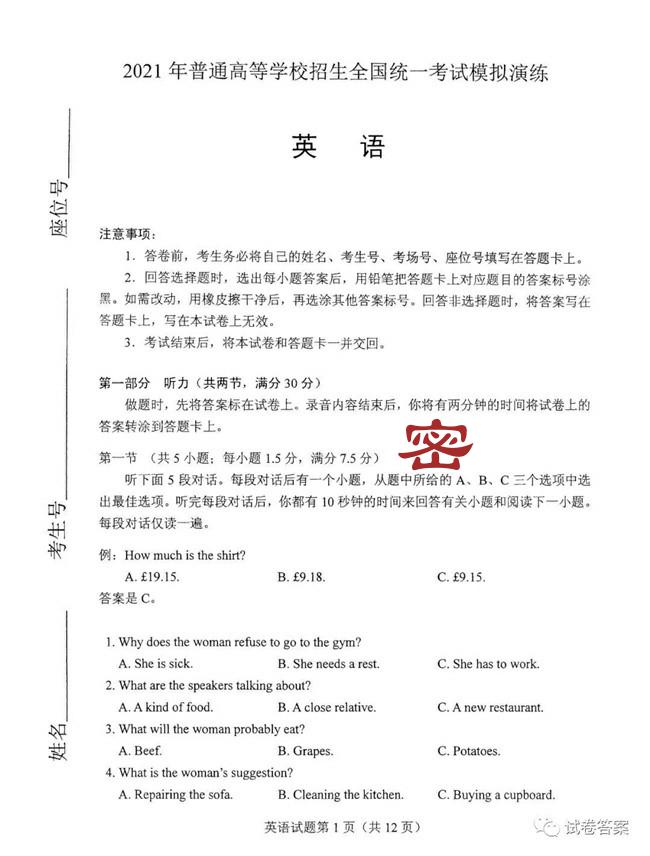 2021 年普通高等学校招生全国统一考试模拟演练
英 语
座位号
考生号
姓名
注意事项：
1．答卷前，考生务必将自己的姓名、考生号、考场号、座位号填写在答题卡上。
2．回答选择题时，选出每小题答案后，用铅笔把答题卡上对应题目的答案标号涂
黑。如需改动，用橡皮擦干净后，再选涂其他答案标号。回答非选择题时，将答案写在
答题卡上，写在本试卷上无效。
3．考试结束后，将本试卷和答题卡一并交回。
第一部分 听力（共两节，满分 30 分）
做题时，先将答案标在试卷上。录音内容结束后，你将有两分钟的时间将试卷上的
答案转涂到答题卡上。
密
第一节 （共 5 小题；每小题 1.5 分，满分 7.5 分）
听下面 5 段对话。每段对话后有一个小题，从题中所给的 A、B、C 三个选项中选
出最佳选项。听完每段对话后，你都有 10 秒钟的时间来回答有关小题和阅读下一小题。
每段对话仅读一遍。
例：How much is the shirt?
A. £19.15. B. £9.18. C. £9.15.
答案是 C。
1. Why does the woman refuse to go to the gym?
A. She is sick. B. She needs a rest. C. She has to work.
2. What are the speakers talking about?
A. A kind of food. B. A close relative. C. A new restaurant.
3. What will the woman probably eat?
A. Beef. B. Grapes. C. Potatoes.
4. What is the woman's suggestion?
A. Repairing the sofa. B. Cleaning the kitchen. C. Buying a cupboard.
英语试题第 1 页（共 12 页）
试卷答案